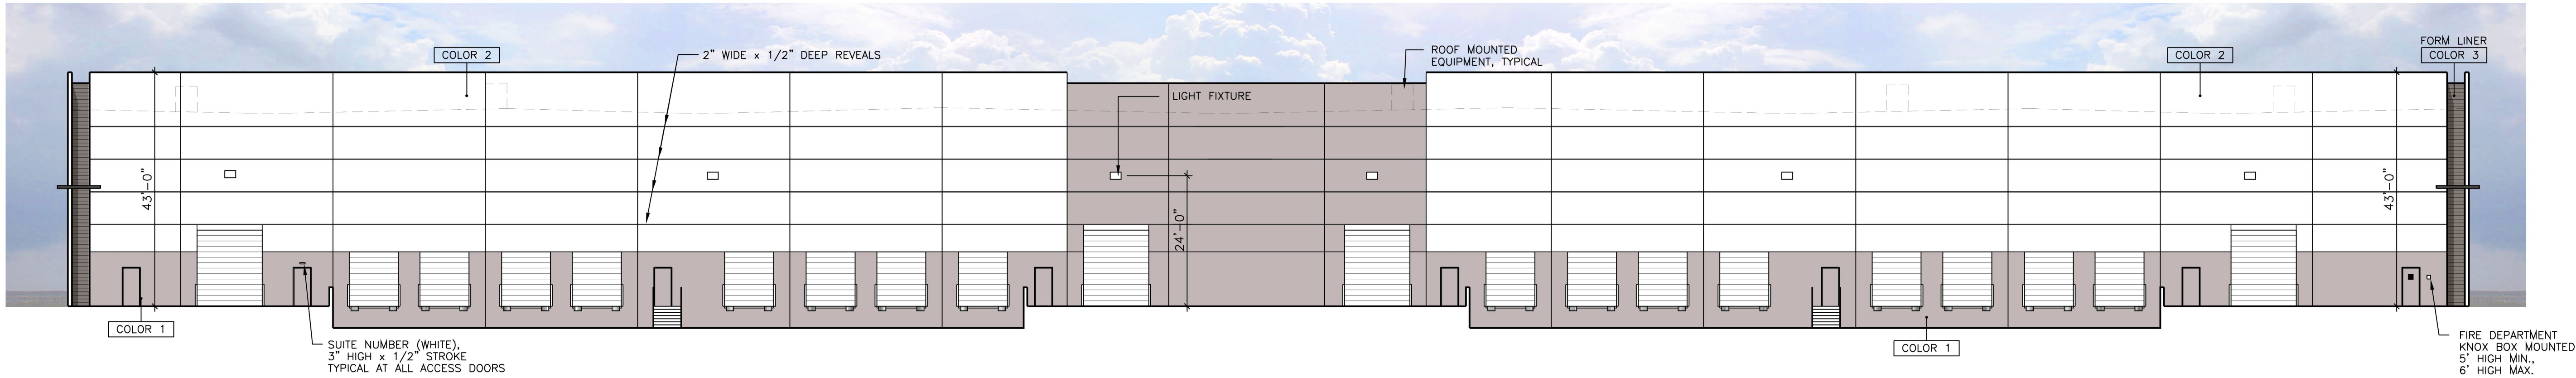 COLOR 2
2" WIDE x 1/2" DEEP REVEALS
ROOF MOUNTED
EQUIPMENT, TYPICAL
COLOR 2
FORM LINER
COLOR 3
LIGHT FIXTURE
43'-0"
24'-0"
43'-0"
COLOR 1
SUITE NUMBER (WHITE),
3" HIGH x 1/2" STROKE
TYPICAL AT ALL ACCESS DOORS
COLOR 1
FIRE DEPARTMENT
KNOX BOX MOUNTED
5' HIGH MIN.,
6' HIGH MAX.